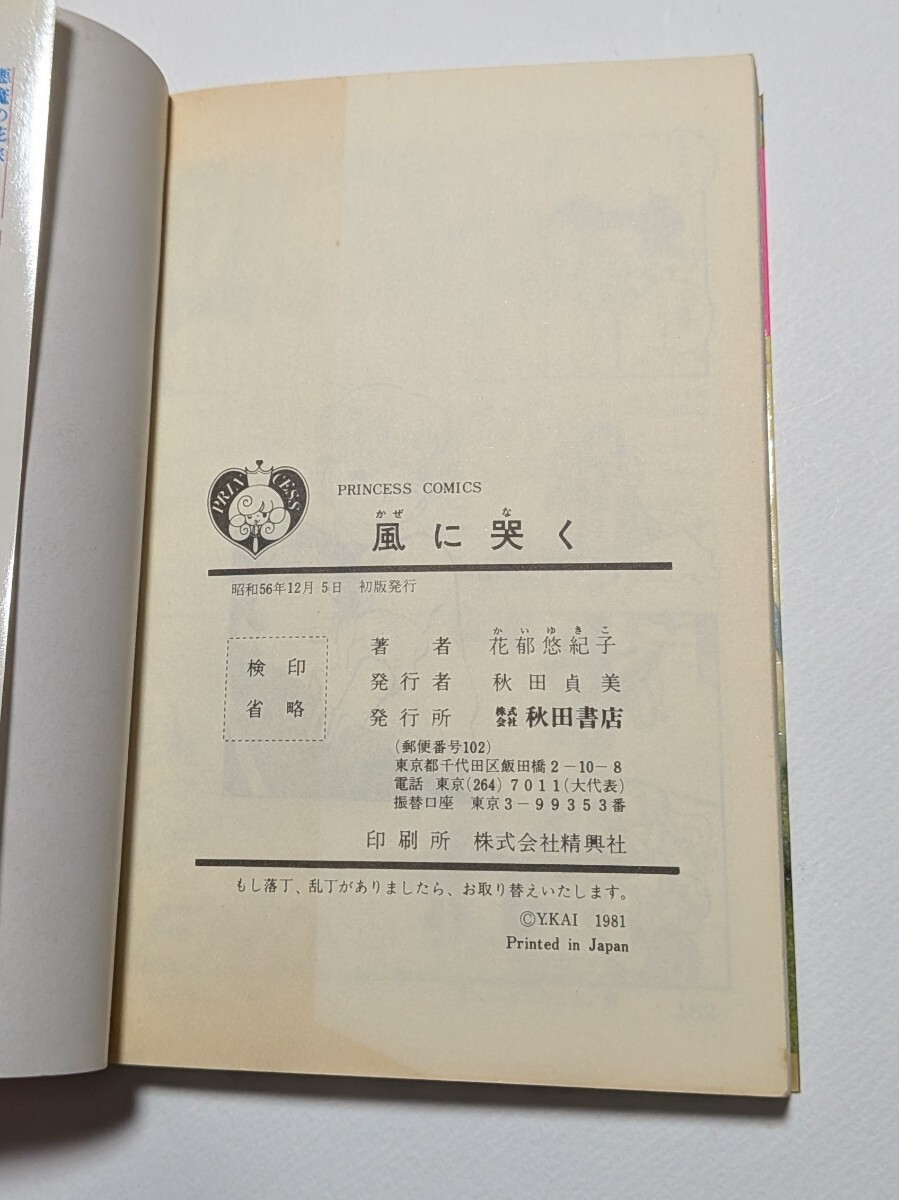 悪魔の花嫁
PRINCESS
PRINCESS COMICS
かぜ な
風に哭く
昭和56年12月5日 初版発行
検印
省略
かいゆきこ
著者 花郁悠紀子
発行者 秋田貞美
発行所 株式会社 秋田書店
(郵便番号102)
東京都千代田区飯田橋2-10-8
電話 東京(264)7011(大代表)
振替口座 東京3-99353番
印刷所 株式会社精興社
もし落丁、乱丁がありましたら、お取り替えいたします。
©Y.KAI 1981
Printed in Japan